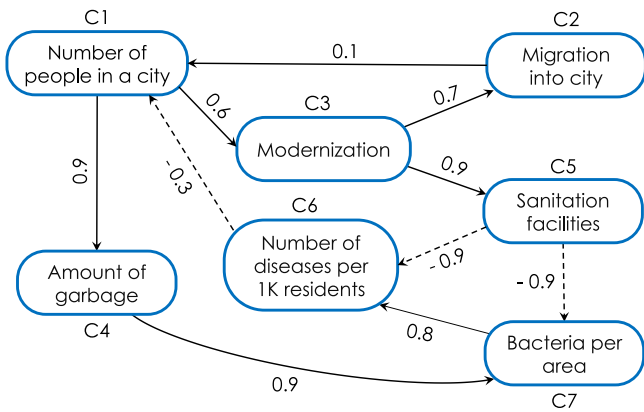 C1
Number of
people in a city
C2
Migration
into city
0.1
0.6
C3
Modernization
0.7
0.9
0.9
- 0.3
C5
Sanitation
facilities
C6
Number of
diseases per
1K residents
- 0.9
- 0.9
Amount of
garbage
C4
0.8
0.9
Bacteria per
area
C7